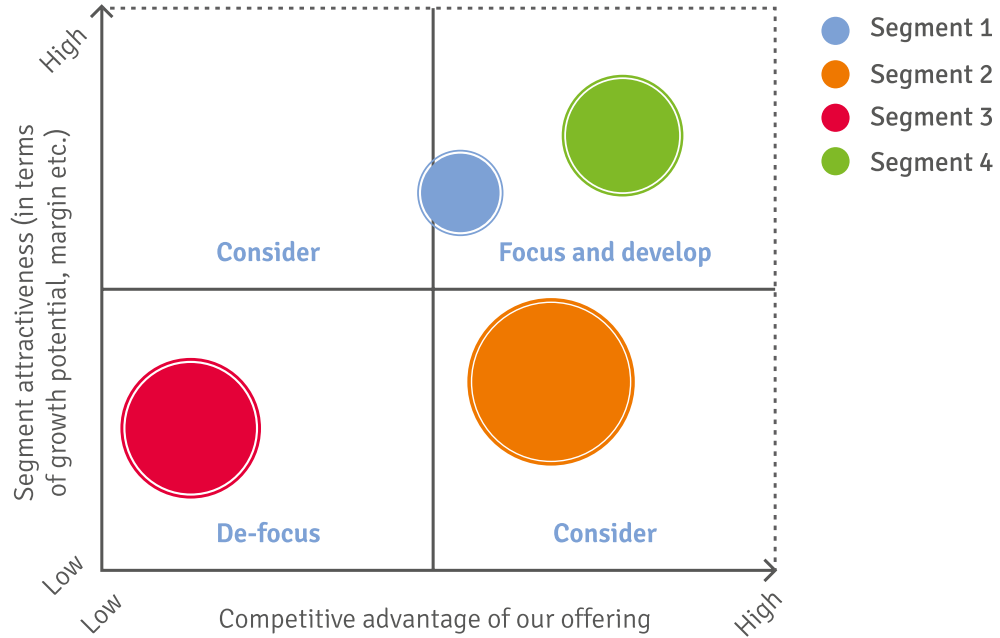 High
Segment attractiveness (in terms
of growth potential, margin etc.)
Low
Consider
Focus and develop
De-focus
Consider
Low
Competitive advantage of our offering
High
Segment 1
Segment 2
Segment 3
Segment 4